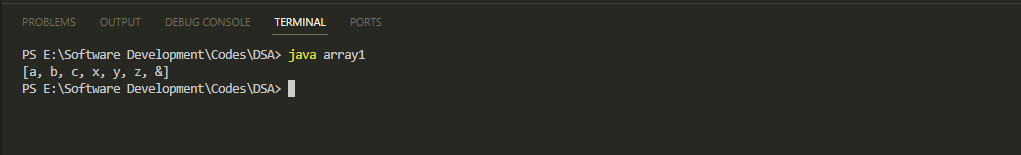 PROBLEMS OUTPUT DEBUG CONSOLE TERMINAL PORTS
PS E:\Software Development\Codes\DSA> java array1
[a, b, c, x, y, z, &]
PS E:\Software Development\Codes\DSA>